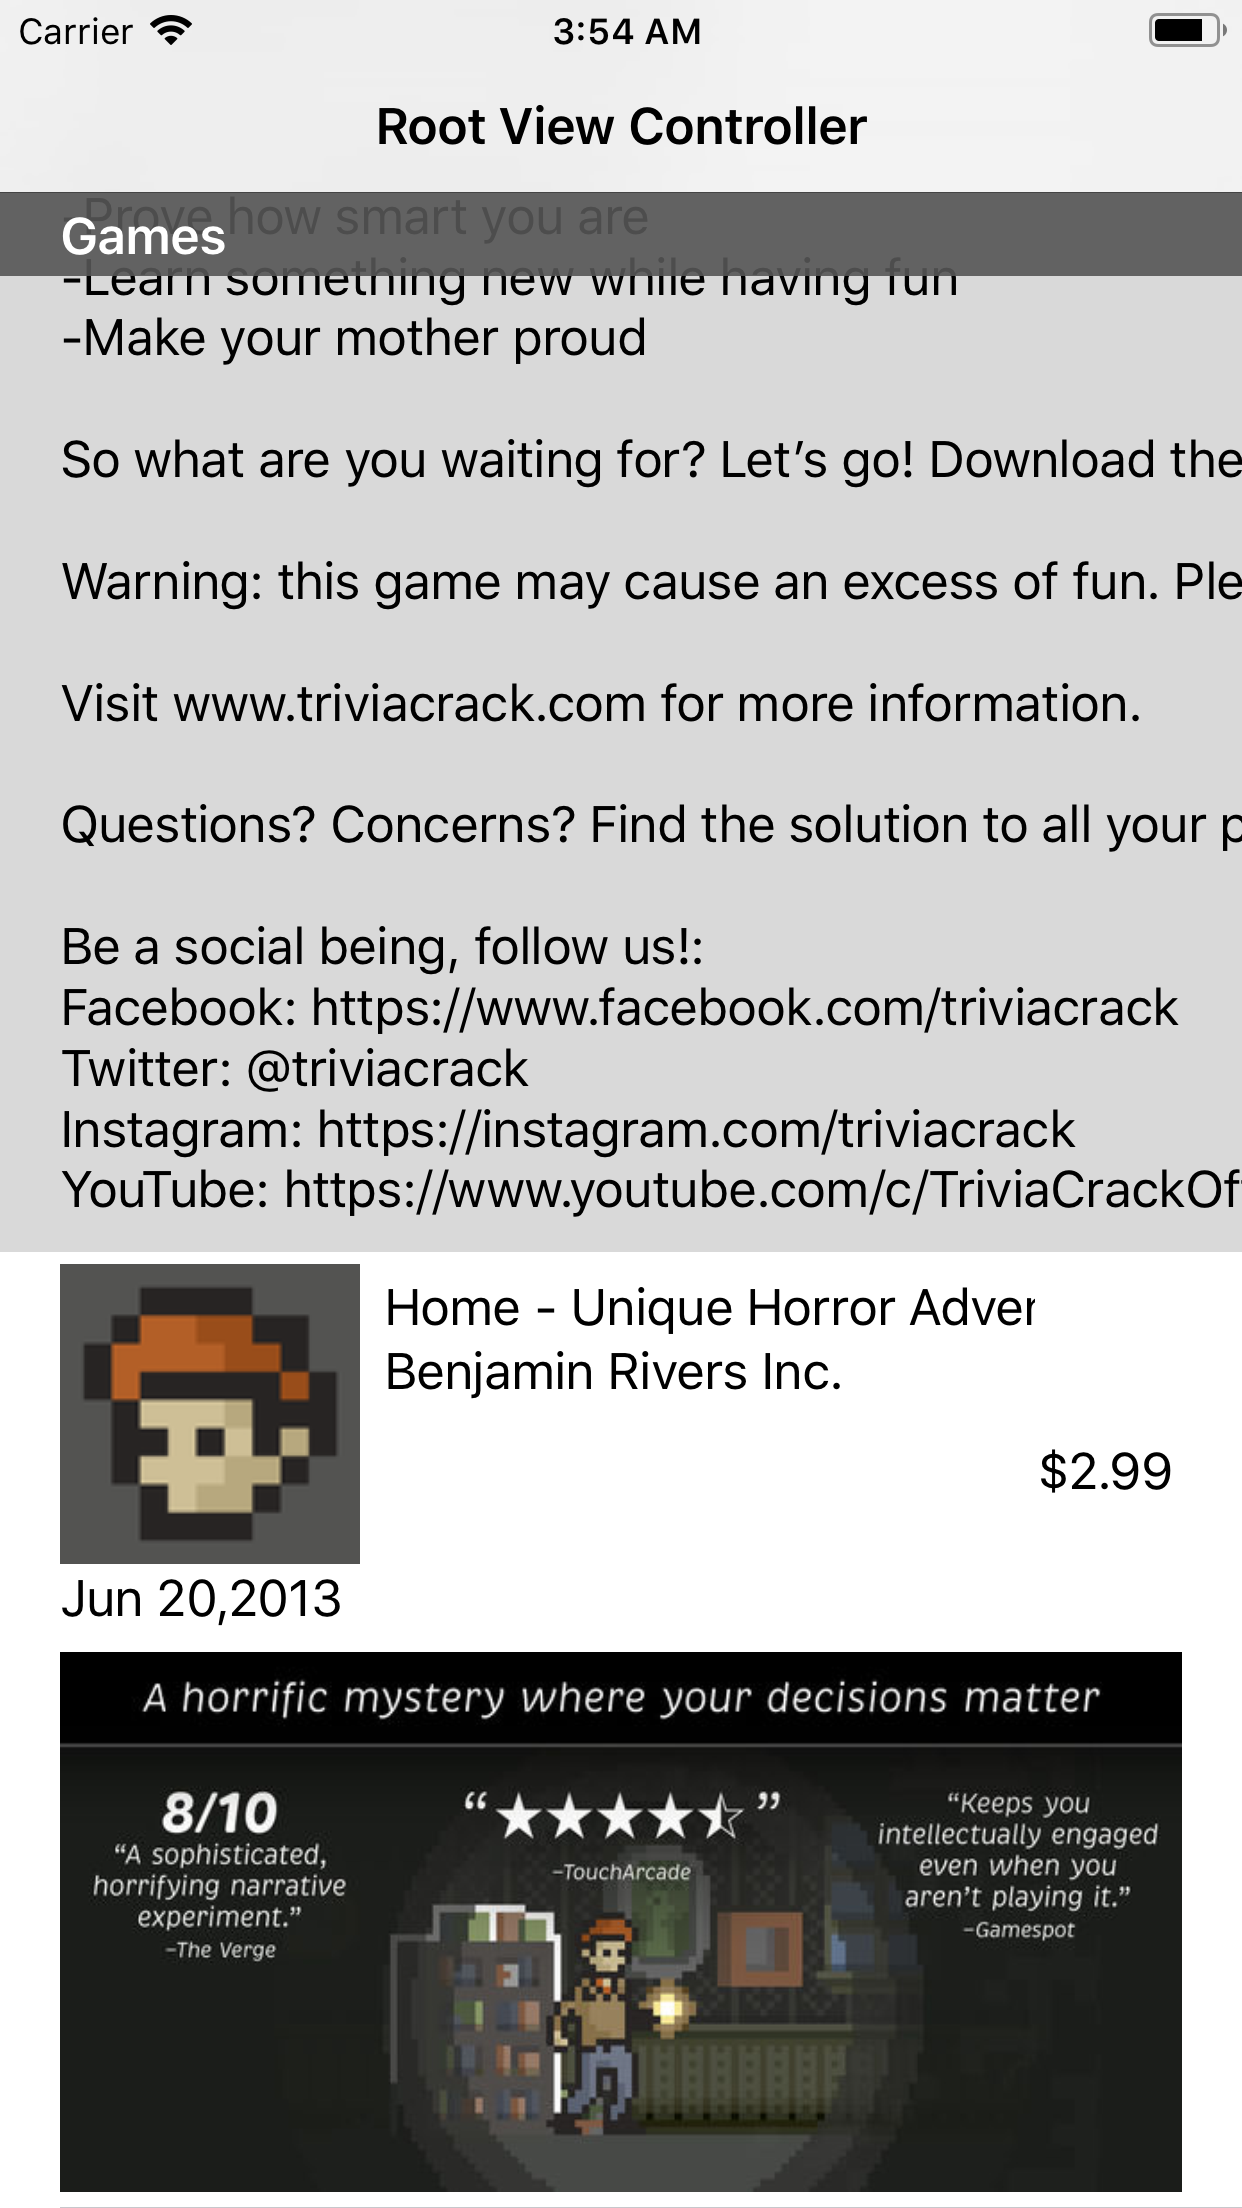 Carrier 3:54 AM
Root View Controller
-Prove how smart you are
Games
-Learn something new while having fun
-Make your mother proud
So what are you waiting for? Let’s go! Download the
Warning: this game may cause an excess of fun. Ple
Visit www.triviacrack.com for more information.
Questions? Concerns? Find the solution to all your p
Be a social being, follow us!:
Facebook: https://www.facebook.com/triviacrack
Twitter: @triviacrack
Instagram: https://instagram.com/triviacrack
YouTube: https://www.youtube.com/c/TriviaCrackOf
Home - Unique Horror Adver
Benjamin Rivers Inc.
$2.99
Jun 20,2013
A horrific mystery where your decisions matter
8/10
“A sophisticated,
horrifying narrative
experiment.”
–The Verge
“★★★★⯪”
–TouchArcade
“Keeps you
intellectually engaged
even when you
aren’t playing it.”
–Gamespot